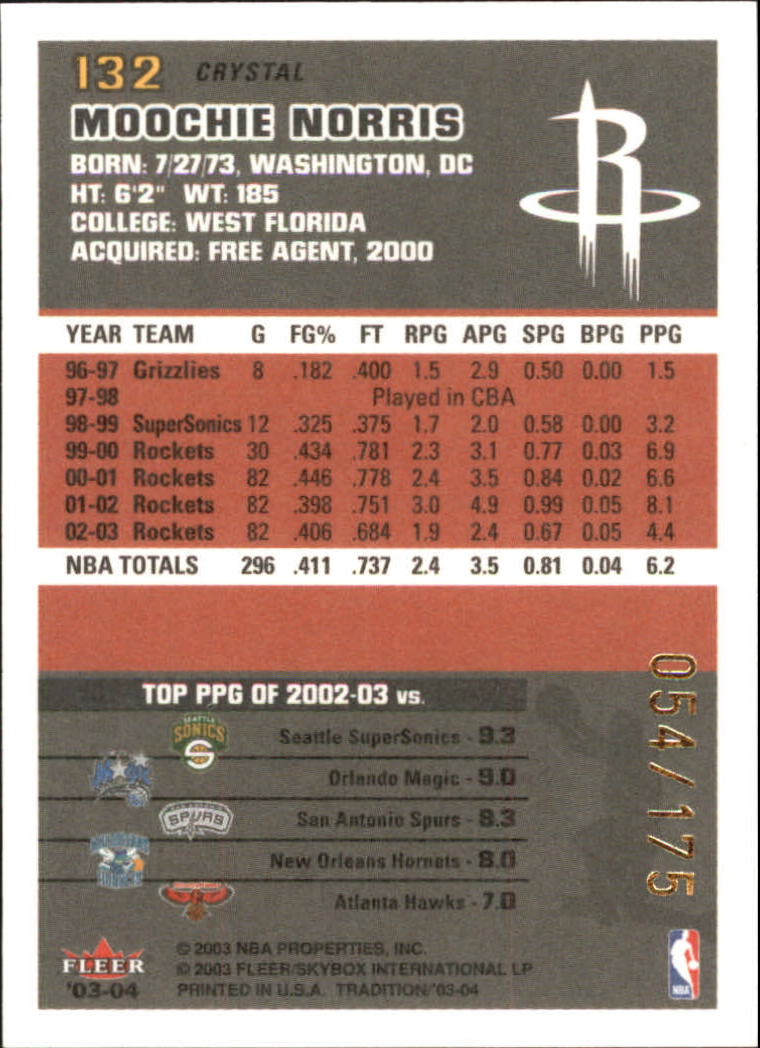 132 CRYSTAL
MOOCHIE NORRIS
BORN: 7/27/73, WASHINGTON, DC
HT: 6'2" WT: 185
COLLEGE: WEST FLORIDA
ACQUIRED: FREE AGENT, 2000
R
YEAR TEAM G FG% FT RPG APG SPG BPG PPG
96-97 Grizzlies 8 .182 .400 1.5 2.9 0.50 0.00 1.5
97-98 Played in CBA
98-99 SuperSonics 12 .325 .375 1.7 2.0 0.58 0.00 3.2
99-00 Rockets 30 .434 .781 2.3 3.1 0.77 0.03 6.9
00-01 Rockets 82 .446 .778 2.4 3.5 0.84 0.02 6.6
01-02 Rockets 82 .398 .751 3.0 4.9 0.99 0.05 8.1
02-03 Rockets 82 .406 .684 1.9 2.4 0.67 0.05 4.4
NBA TOTALS 296 .411 .737 2.4 3.5 0.81 0.04 6.2
TOP PPG OF 2002-03 vs.
SEATTLE
SONICS
Seattle SuperSonics - 9.3
Orlando Magic - 9.0
SPURS
San Antonio Spurs - 8.3
New Orleans Hornets - 8.0
Atlanta Hawks - 7.0
054/175
FLEER
'03-04
© 2003 NBA PROPERTIES, INC.
© 2003 FLEER/SKYBOX INTERNATIONAL LP
PRINTED IN U.S.A. TRADITION/'03-04
NBA